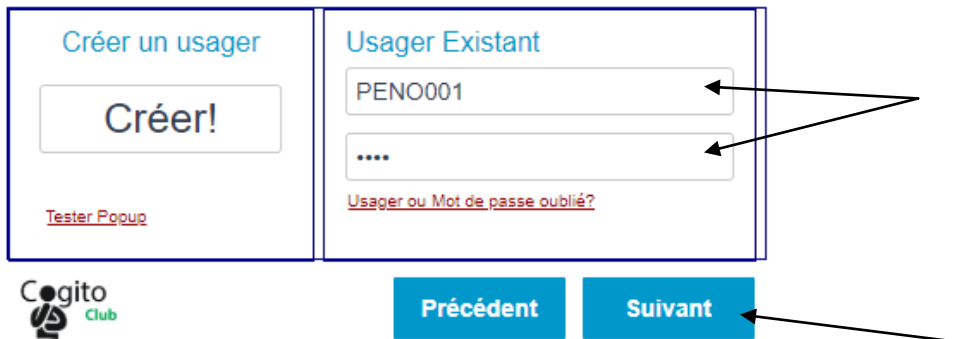 Créer un usager
Créer!
Tester Popup
Usager Existant
PENO001
••••
Usager ou Mot de passe oublié?
Cogito
Club
Précédent
Suivant